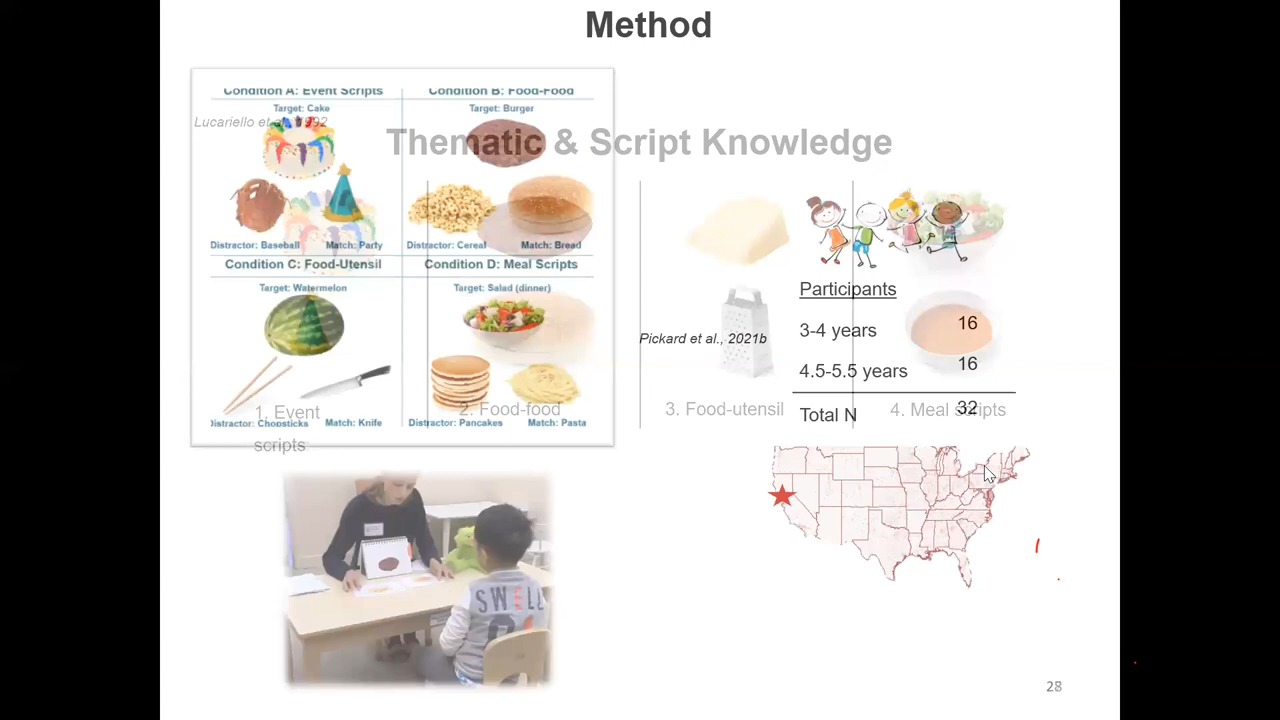 Method
Condition A: Event Scripts
Condition B: Food-Food
Target: Cake
Target: Burger
Lucariello et al., 1992
Thematic & Script Knowledge
Distractor: Baseball
Match: Party
Distractor: Cereal
Match: Bread
Condition C: Food-Utensil
Condition D: Meal Scripts
Target: Watermelon
Target: Salad (dinner)
Distractor: Chopsticks
Match: Knife
Distractor: Pancakes
Match: Pasta
1. Event
scripts
2. Food-food
3. Food-utensil
4. Meal scripts
Pickard et al., 2021b
Participants
3-4 years 16
4.5-5.5 years 16
Total N 32
SWELL
28